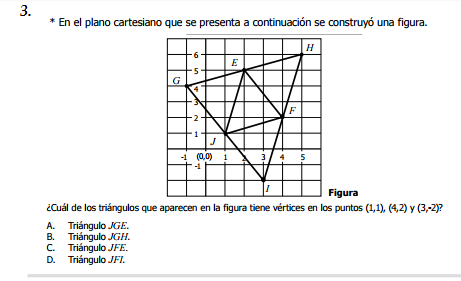 3.
* En el plano cartesiano que se presenta a continuación se construyó una figura.
H
6
E
5
G
4
3
F
2
1
J
-1 (0,0) 1 2 3 4 5
-1
I
Figura
¿Cuál de los triángulos que aparecen en la figura tiene vértices en los puntos (1,1), (4,2) y (3,-2)?
A. Triángulo JGE.
B. Triángulo JGH.
C. Triángulo JFE.
D. Triángulo JFI.